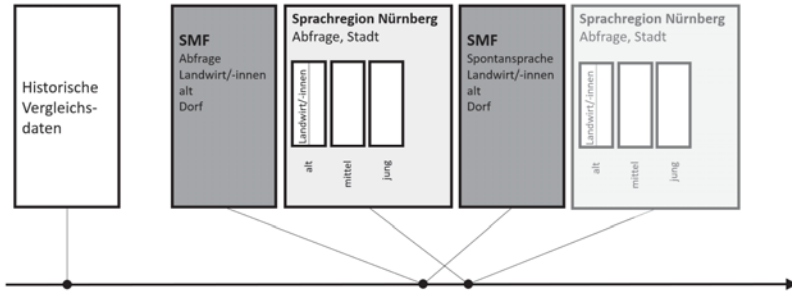 Historische
Vergleichs-
daten
SMF
Abfrage
Landwirt/-innen
alt
Dorf
Sprachregion Nürnberg
Abfrage, Stadt
Landwirt/-innen
alt
mittel
jung
SMF
Spontansprache
Landwirt/-innen
alt
Dorf
Sprachregion Nürnberg
Abfrage, Stadt
Landwirt/-innen
alt
mittel
jung